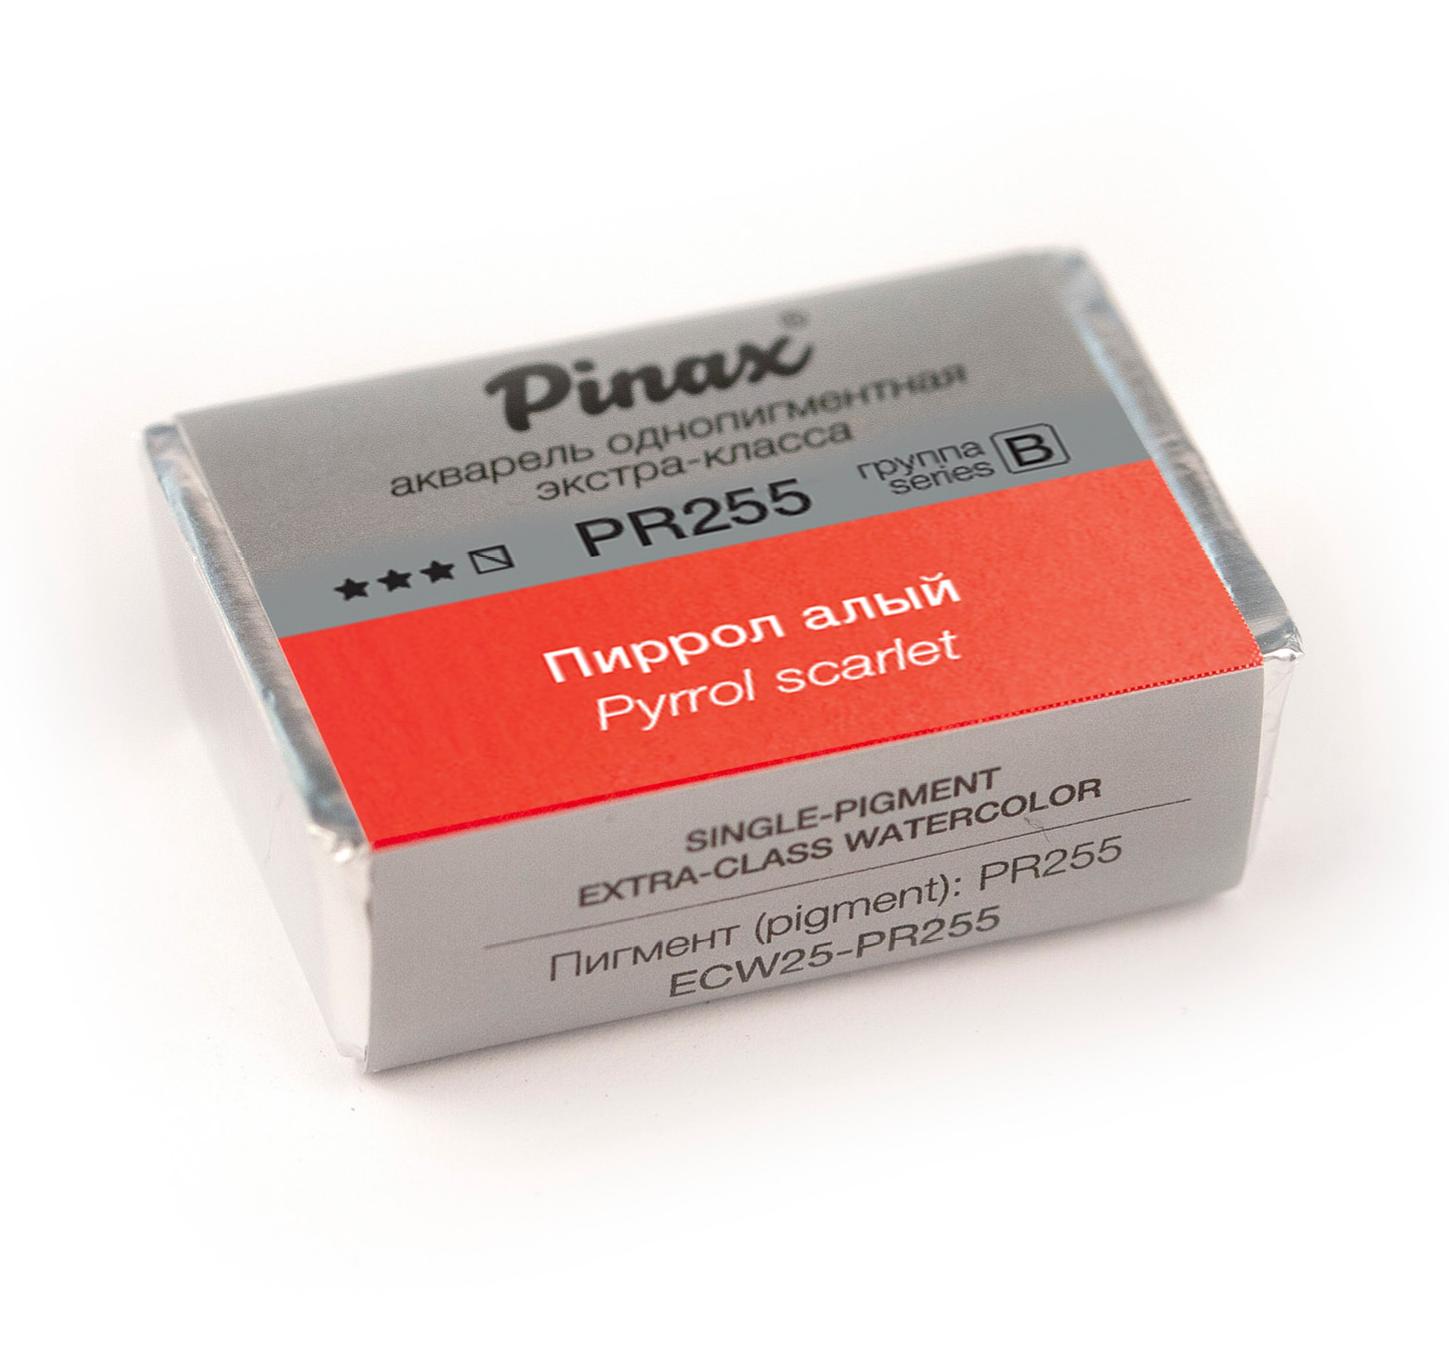 Pinax®
акварель однопигментная
экстра-класса
★★★ PR255 группа
series B
Пиррол алый
Pyrrol scarlet
SINGLE-PIGMENT
EXTRA-CLASS WATERCOLOR
Пигмент (pigment): PR255
ECW25-PR255